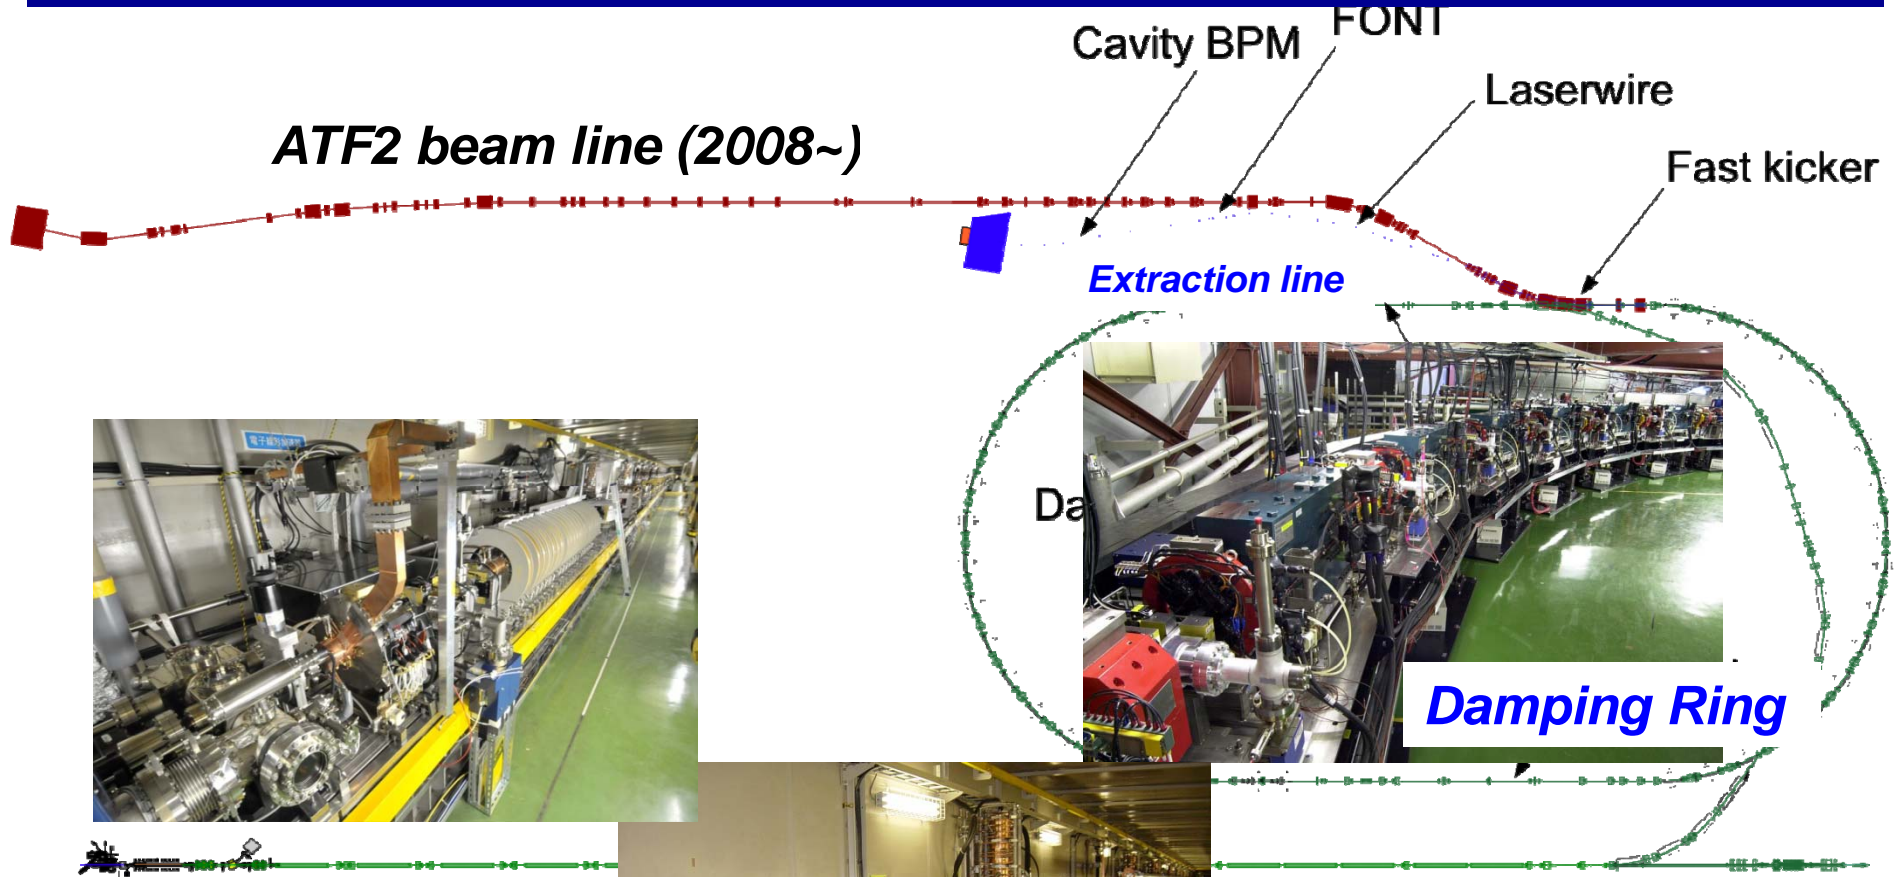 FONT
Cavity BPM
Laserwire
ATF2 beam line (2008~)
Fast kicker
Extraction line
Da
Damping Ring